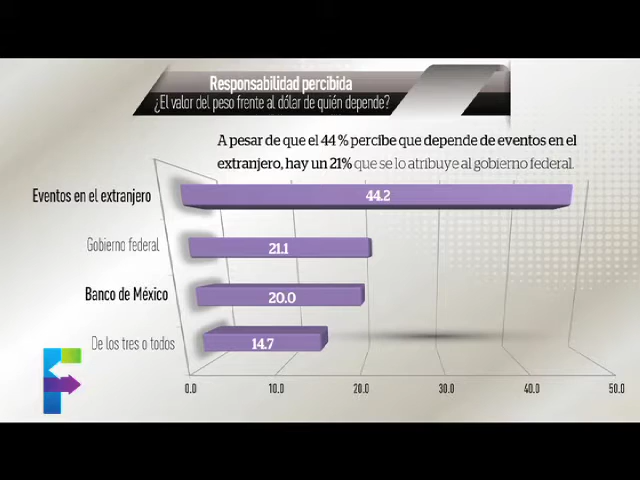 Responsabilidad percibida
¿El valor del peso frente al dólar de quién depende?
A pesar de que el 44 % percibe que depende de eventos en el
extranjero, hay un 21% que se lo atribuye al gobierno federal.
Eventos en el extranjero 44.2
Gobierno federal 21.1
Banco de México 20.0
De los tres o todos 14.7
0.0 10.0 20.0 30.0 40.0 50.0
F